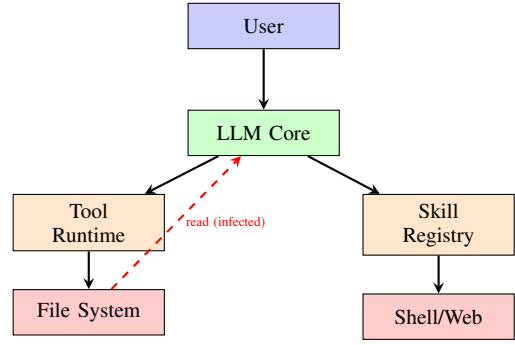 User
LLM Core
Tool
Runtime
Skill
Registry
read (infected)
File System
Shell/Web